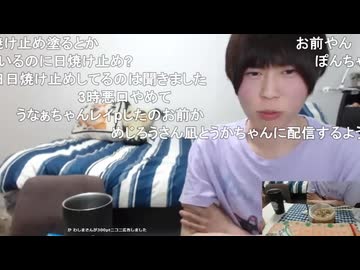 焼け止め塗るとか
お前やん
いるのに日焼け止め?
ぽんちゃ
日日焼け止めしてるのは聞きました
3時悪口やめて
うなぁちゃんレイpしたのお前か
めじろうさん凪とうかちゃんに配信するよう
が わしまさんが300ptニコニ広告しました